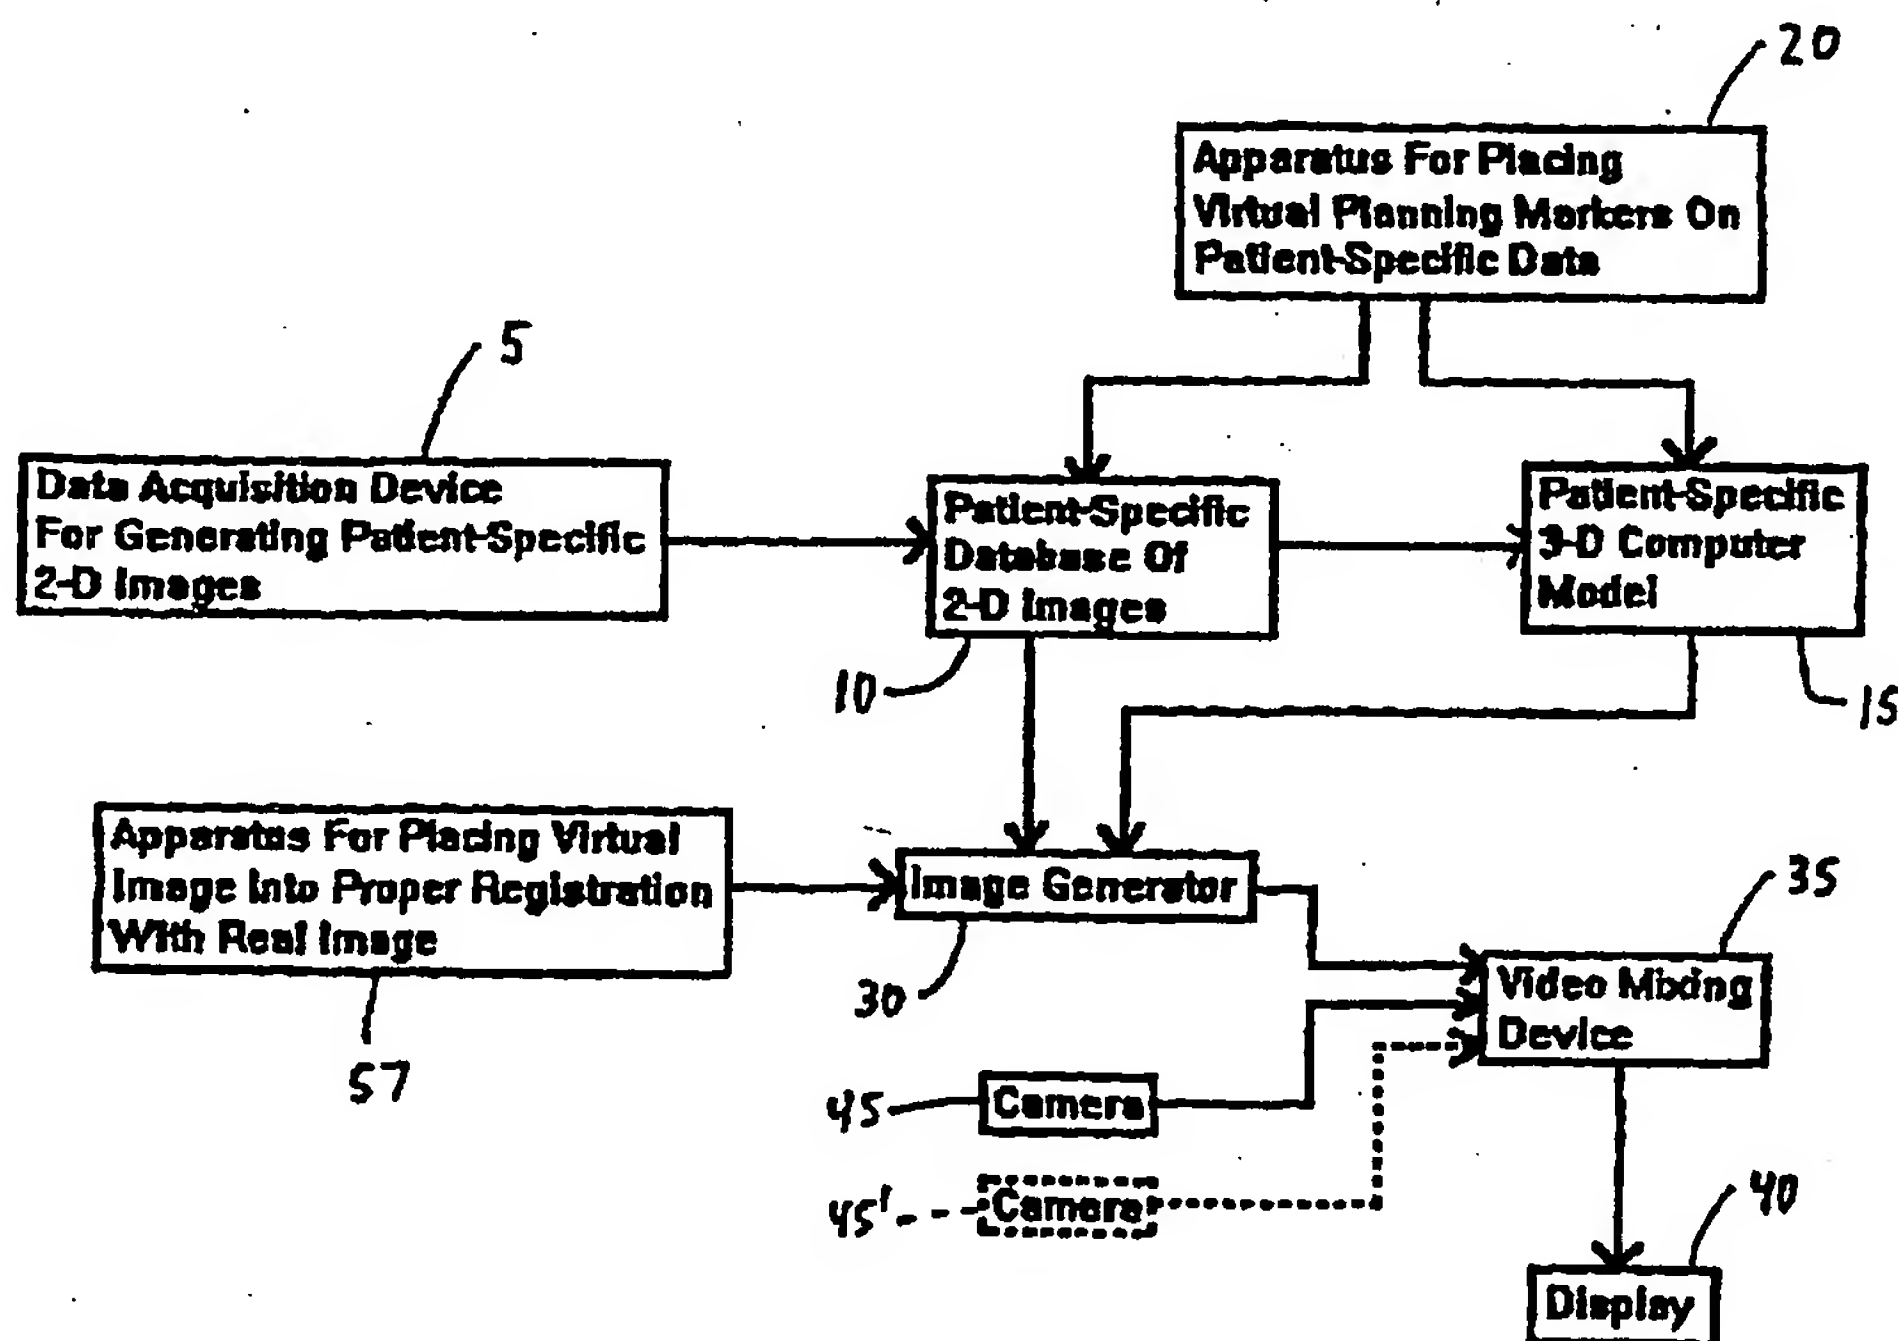 20
Apparatus For Placing
Virtual Planning Markers On
Patient-Specific Data
5
Data Acquisition Device
For Generating Patient-Specific
2-D Images
Patient-Specific
Database Of
2-D Images
Patient-Specific
3-D Computer
Model
10
15
Apparatus For Placing Virtual
Image Into Proper Registration
With Real Image
Image Generator
35
30
Video Mixing
Device
57
45
Camera
45'
Camera
40
Display